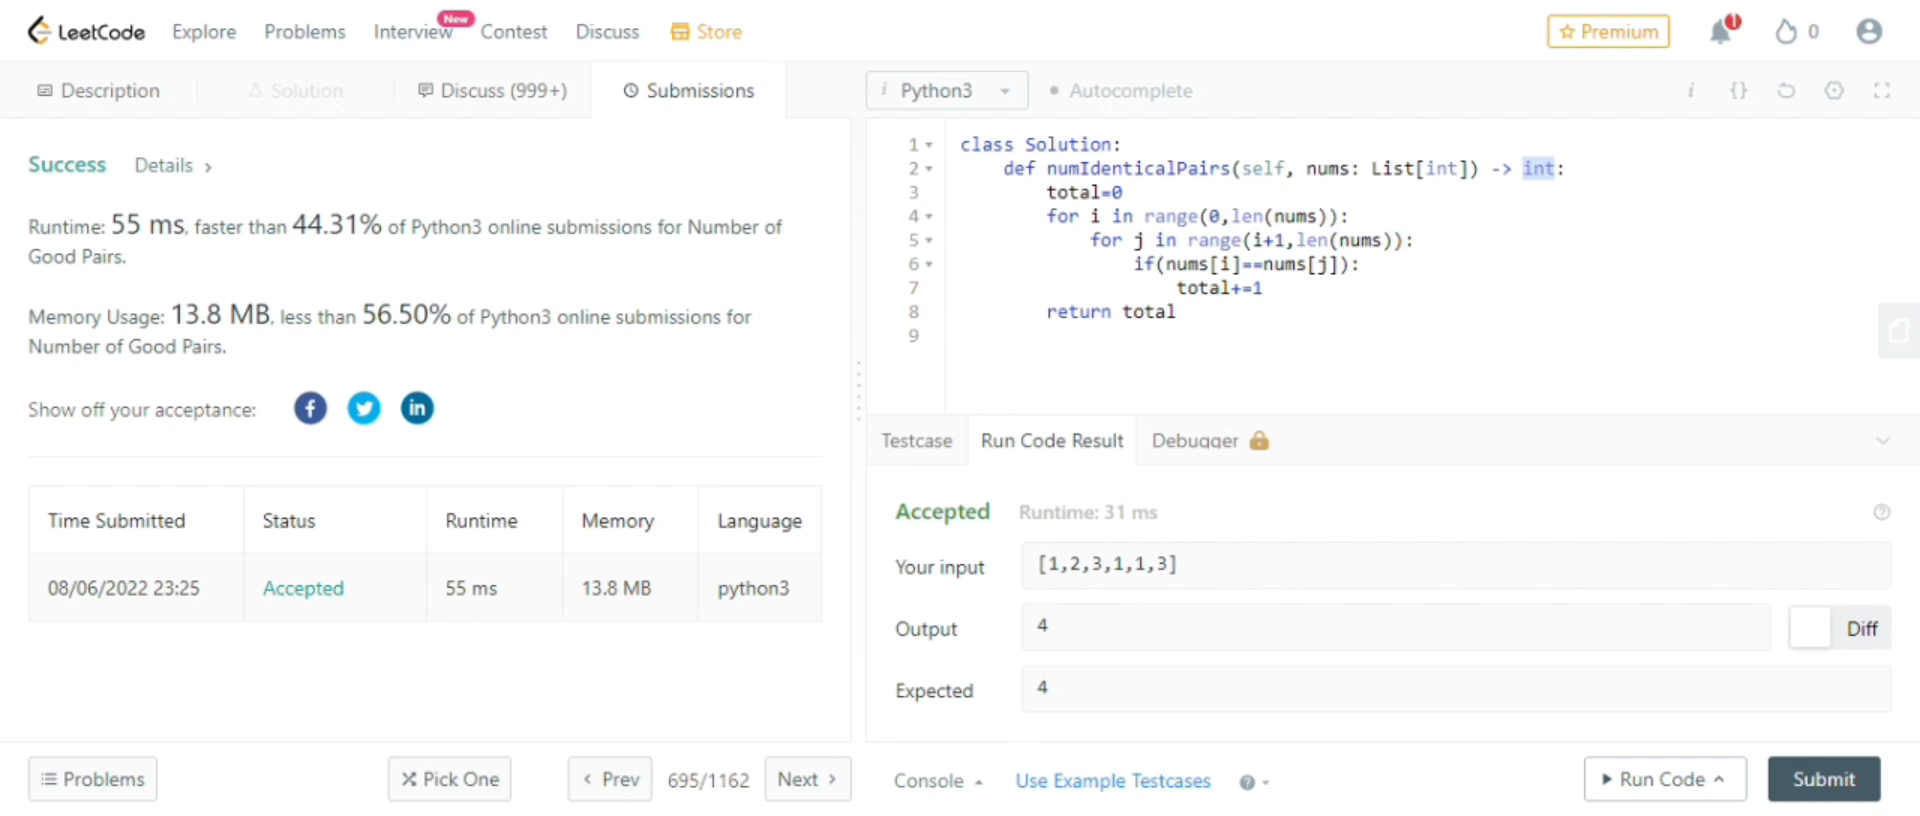 LeetCode Explore Problems Interview New Contest Discuss Store Premium 1 0
Description Solution Discuss (999+) Submissions i Python3 Autocomplete i {}
Success Details >
Runtime: 55 ms, faster than 44.31% of Python3 online submissions for Number of
Good Pairs.
Memory Usage: 13.8 MB, less than 56.50% of Python3 online submissions for
Number of Good Pairs.
Show off your acceptance: f in
Time Submitted Status Runtime Memory Language
08/06/2022 23:25 Accepted 55 ms 13.8 MB python3
1 class Solution:
2 def numIdenticalPairs(self, nums: List[int]) -> int:
3 total=0
4 for i in range(0,len(nums)):
5 for j in range(i+1,len(nums)):
6 if(nums[i]==nums[j]):
7 total+=1
8 return total
9
Testcase Run Code Result Debugger
Accepted Runtime: 31 ms ?
Your input [1,2,3,1,1,3]
Output 4 Diff
Expected 4
Problems Pick One < Prev 695/1162 Next > Console Use Example Testcases ? Run Code Submit